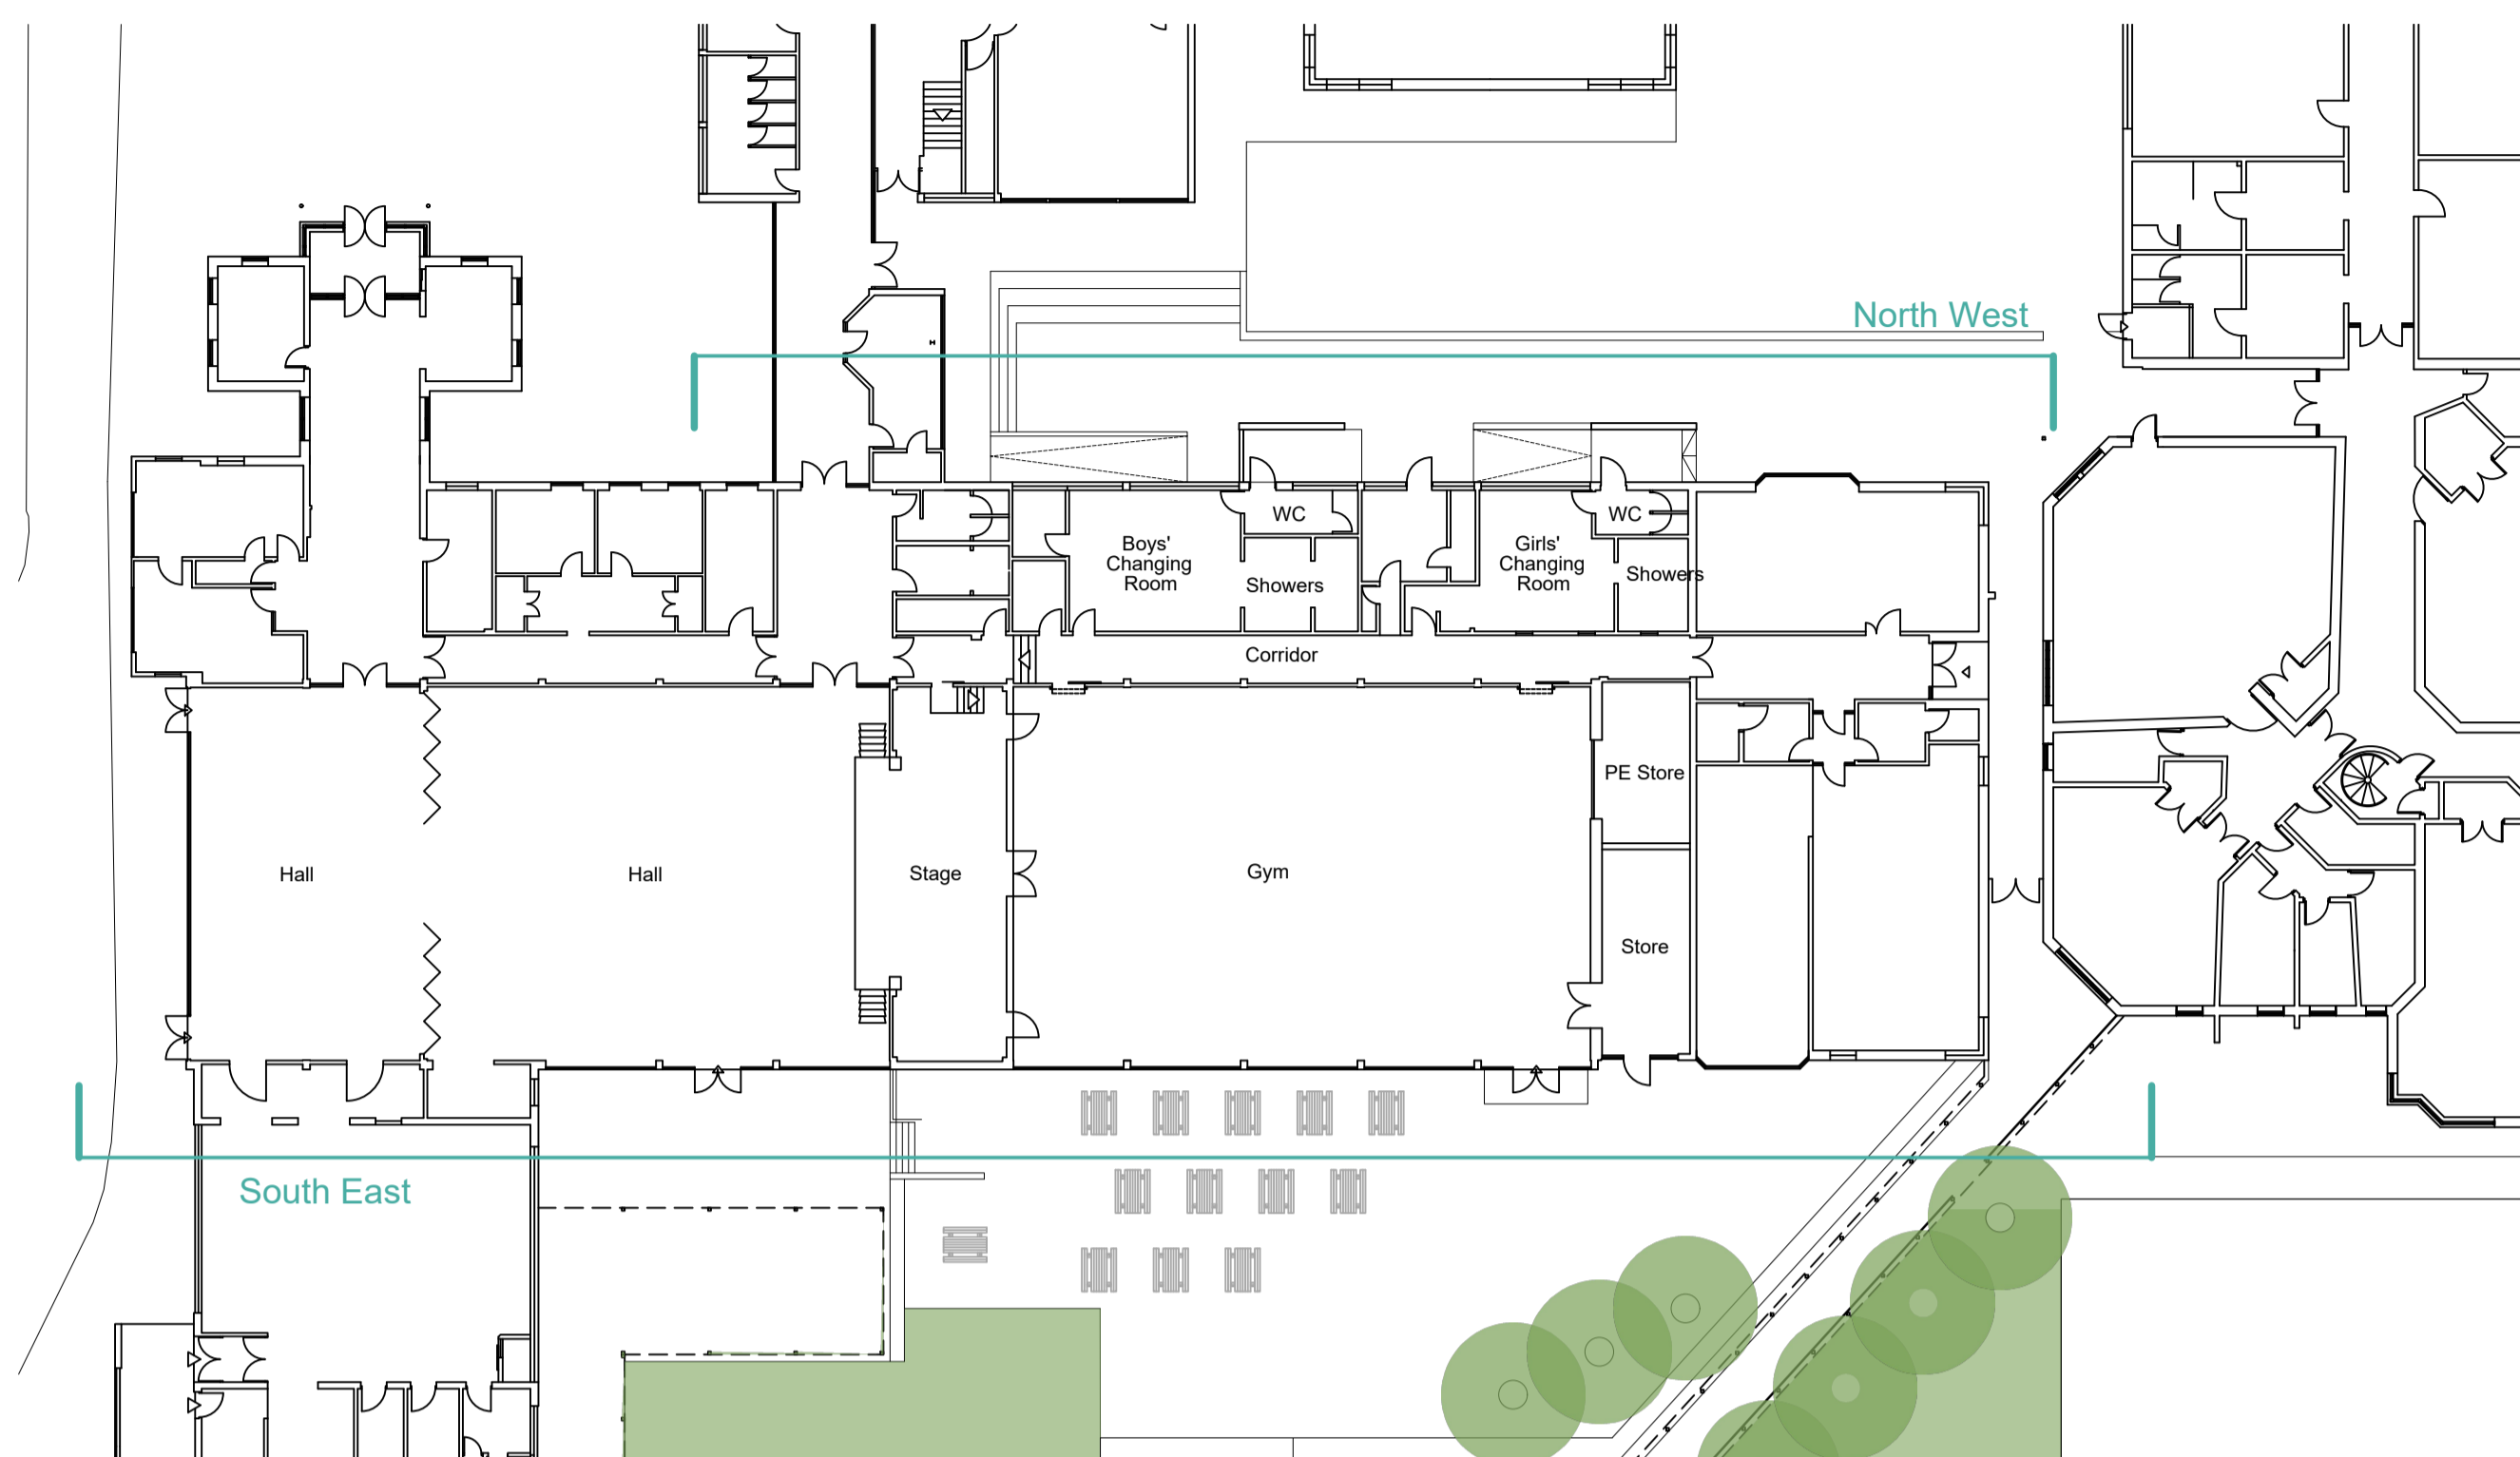 North West
WC
WC
Boys'
Changing
Room
Girls'
Changing
Room
Showers
Showers
Corridor
PE Store
Hall
Hall
Stage
Gym
Store
South East